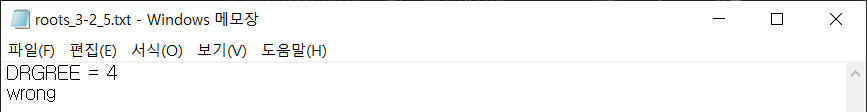 roots_3-2_5.txt - Windows 메모장
파일(F) 편집(E) 서식(O) 보기(V) 도움말(H)
DRGREE = 4
wrong